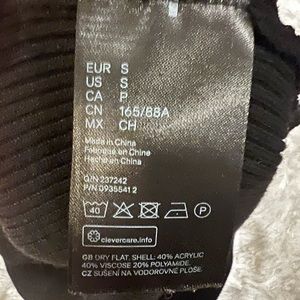 EUR S
US S
CA P
CN 165/88A
MX CH
Made in China
Fabriqué en Chine
Hecho en China
O/N 237242
P/N 0935541 2
40
P
clevercare.info
GB DRY FLAT. SHELL: 40% ACRYLIC
40% VISCOSE 20% POLYAMIDE.
CZ SUŠENÍ NA VODOROVNÉ PLOŠE.